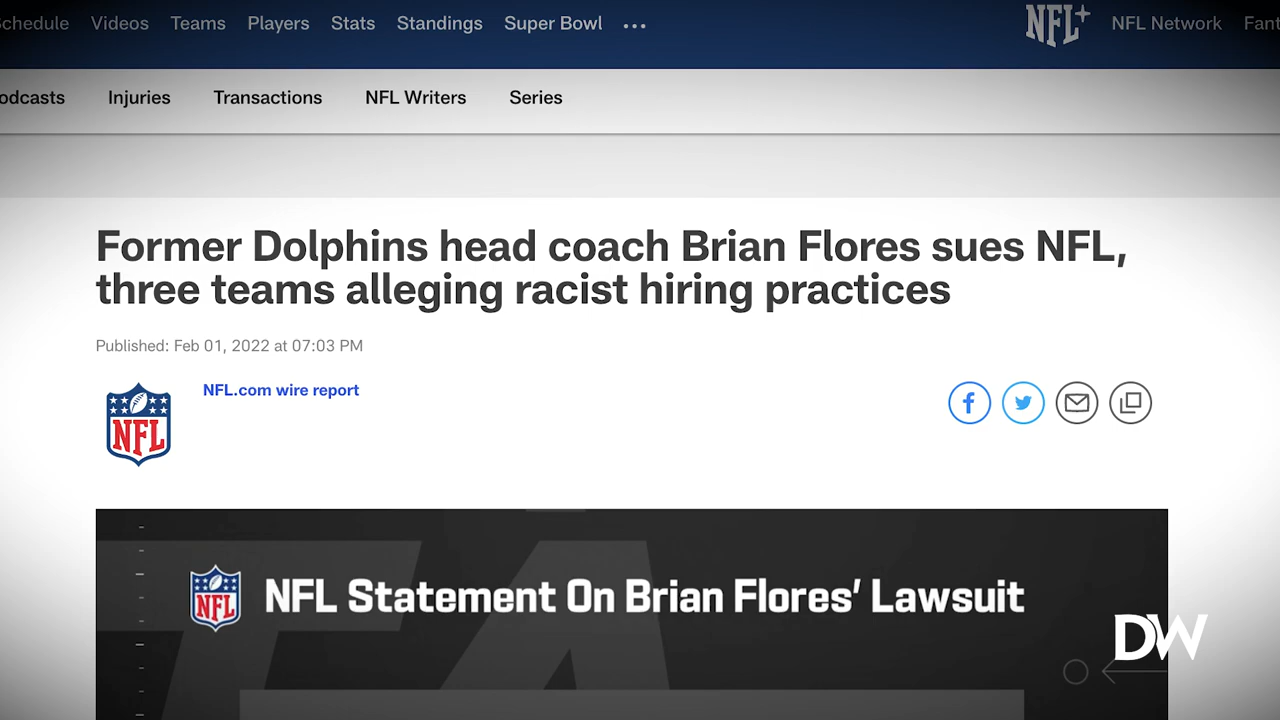 Schedule Videos Teams Players Stats Standings Super Bowl ... NFL+ NFL Network Fant
odcasts Injuries Transactions NFL Writers Series
Former Dolphins head coach Brian Flores sues NFL,
three teams alleging racist hiring practices
Published: Feb 01, 2022 at 07:03 PM
NFL.com wire report
NFL
NFL Statement On Brian Flores’ Lawsuit
NFL
DW